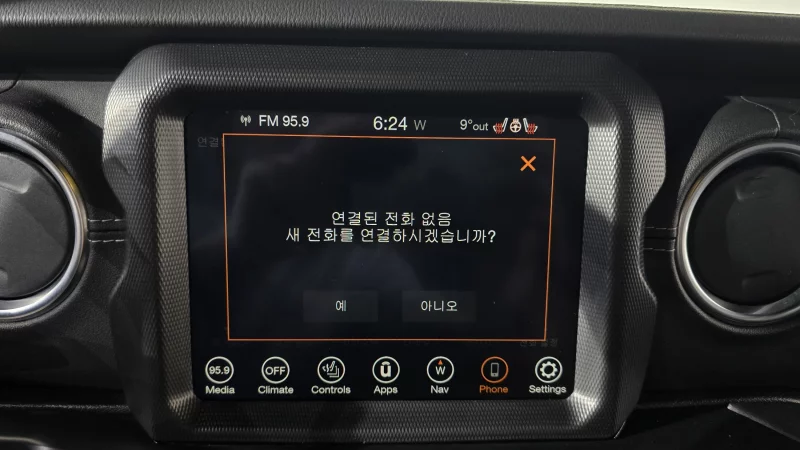 FM 95.9
6:24 W
9°out
연결
연결된 전화 없음
새 전화를 연결하시겠습니까?
예
아니오
95.9
OFF
W
Media
Climate
Controls
Apps
Nav
Phone
Settings